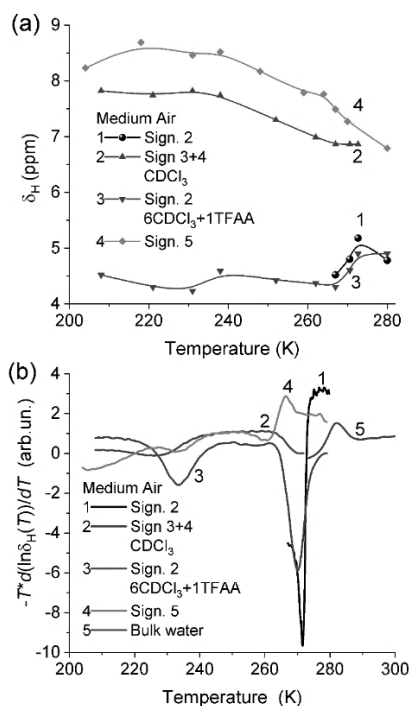 (a)
9
8
7
6
5
4
δH (ppm)
4
2
1
3
Medium Air
1 Sign. 2
2 Sign 3+4
CDCl3
3 Sign. 2
6CDCl3+1TFAA
4 Sign. 5
200 220 240 260 280
Temperature (K)
(b)
4
2
0
-2
-4
-6
-8
-10
-T*d(lnδH(T))/dT (arb.un.)
4
1
2
5
3
Medium Air
1 Sign. 2
2 Sign 3+4
CDCl3
3 Sign. 2
6CDCl3+1TFAA
4 Sign. 5
5 Bulk water
200 220 240 260 280 300
Temperature (K)